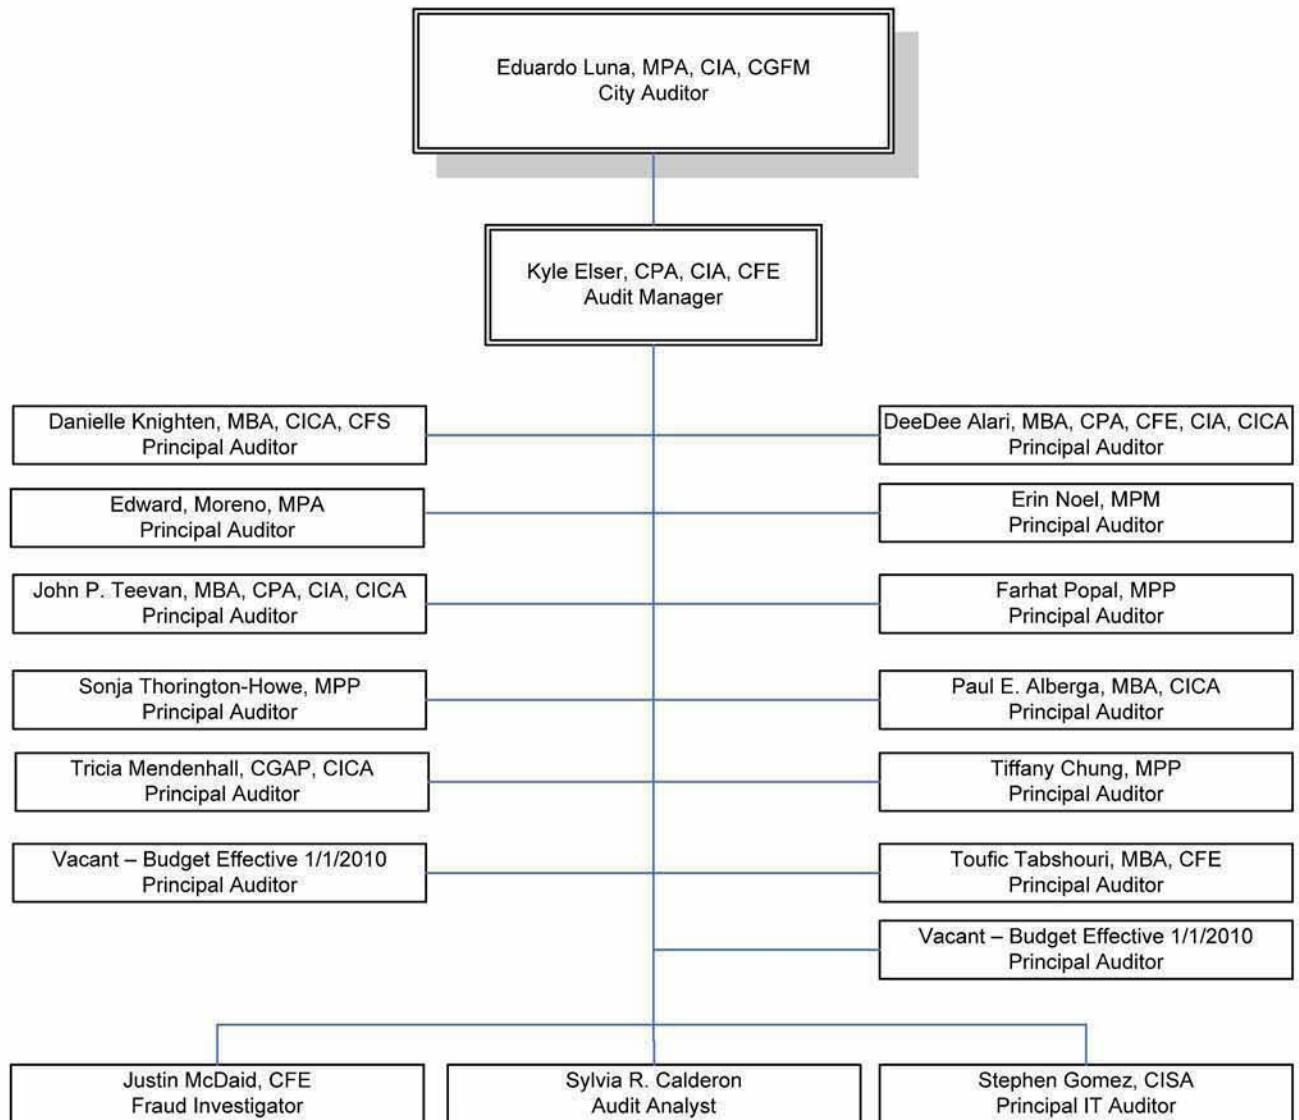 Eduardo Luna, MPA, CIA, CGFM
City Auditor
Kyle Elser, CPA, CIA, CFE
Audit Manager
Danielle Knighten, MBA, CICA, CFS
Principal Auditor
DeeDee Alari, MBA, CPA, CFE, CIA, CICA
Principal Auditor
Edward, Moreno, MPA
Principal Auditor
Erin Noel, MPM
Principal Auditor
John P. Teevan, MBA, CPA, CIA, CICA
Principal Auditor
Farhat Popal, MPP
Principal Auditor
Sonja Thorington-Howe, MPP
Principal Auditor
Paul E. Alberga, MBA, CICA
Principal Auditor
Tricia Mendenhall, CGAP, CICA
Principal Auditor
Tiffany Chung, MPP
Principal Auditor
Vacant – Budget Effective 1/1/2010
Principal Auditor
Toufic Tabshouri, MBA, CFE
Principal Auditor
Vacant – Budget Effective 1/1/2010
Principal Auditor
Justin McDaid, CFE
Fraud Investigator
Sylvia R. Calderon
Audit Analyst
Stephen Gomez, CISA
Principal IT Auditor